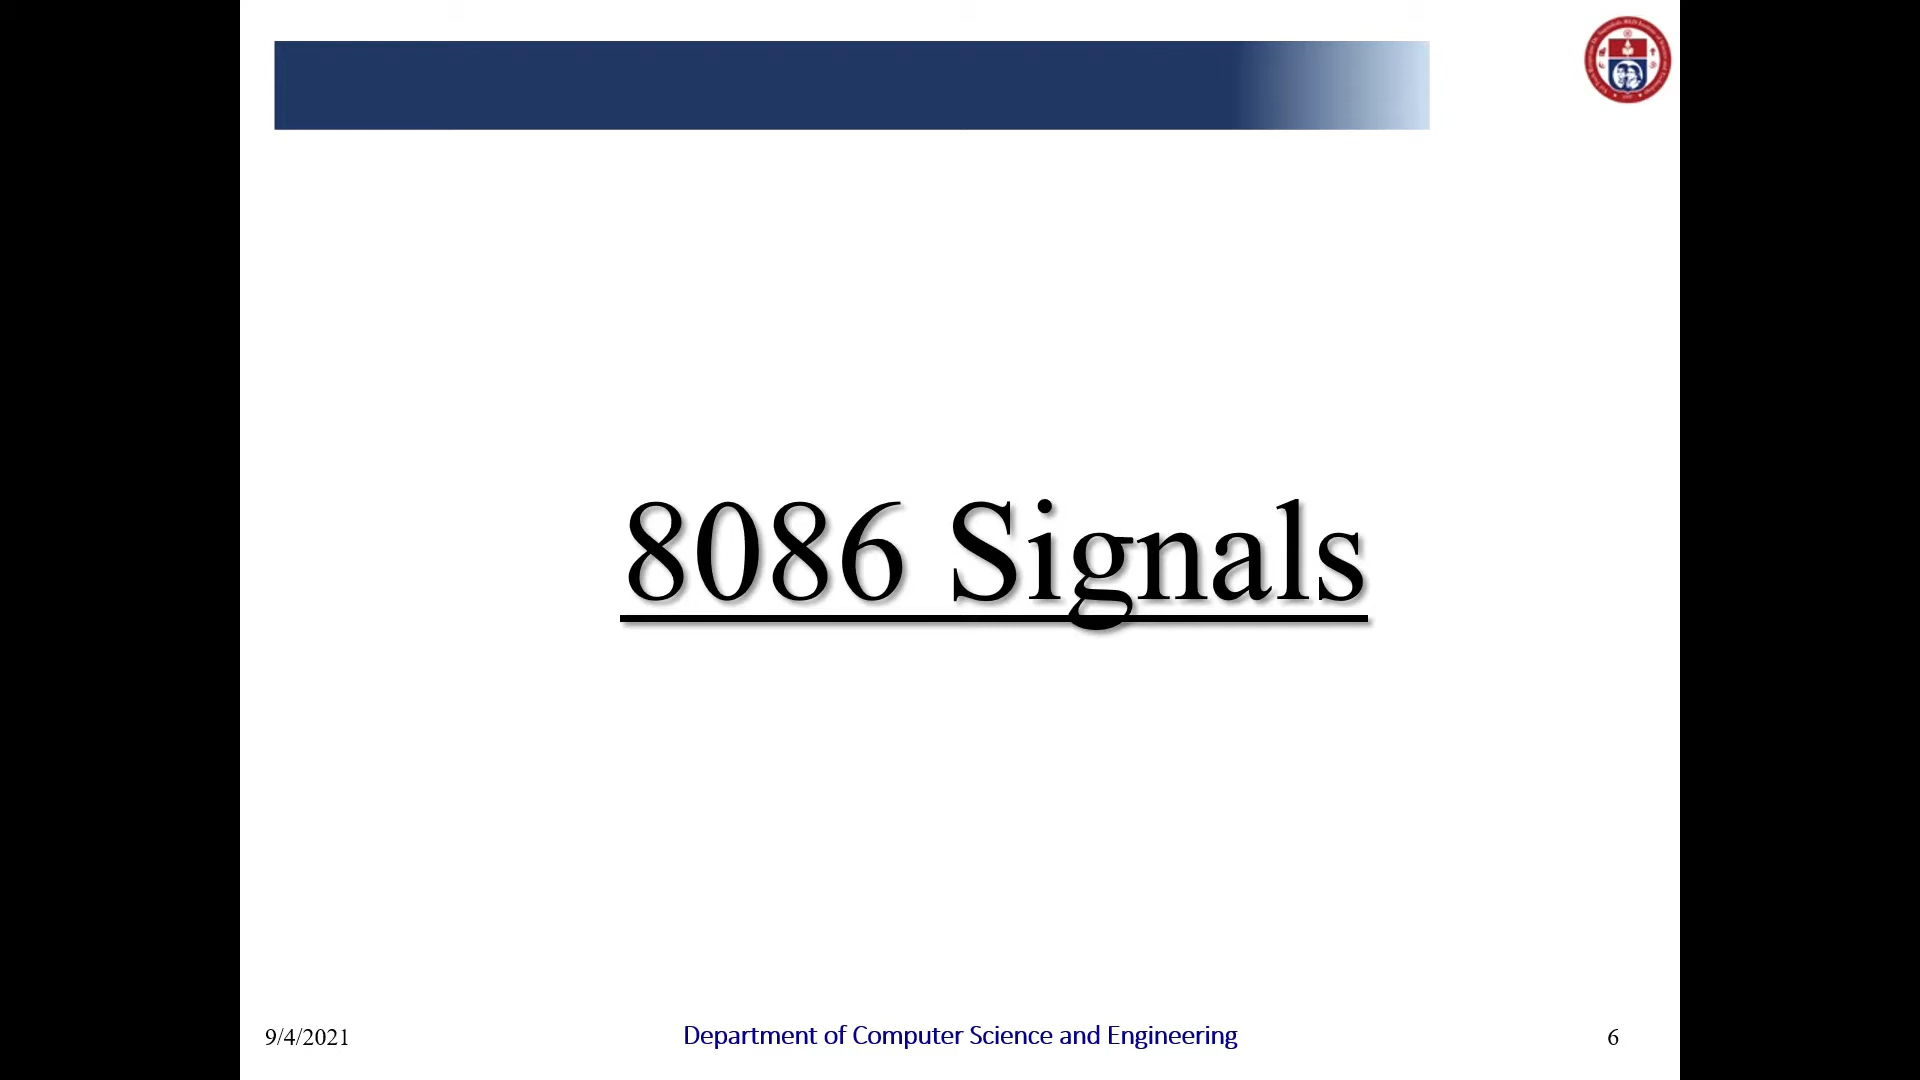 8086 Signals
9/4/2021
Department of Computer Science and Engineering
6